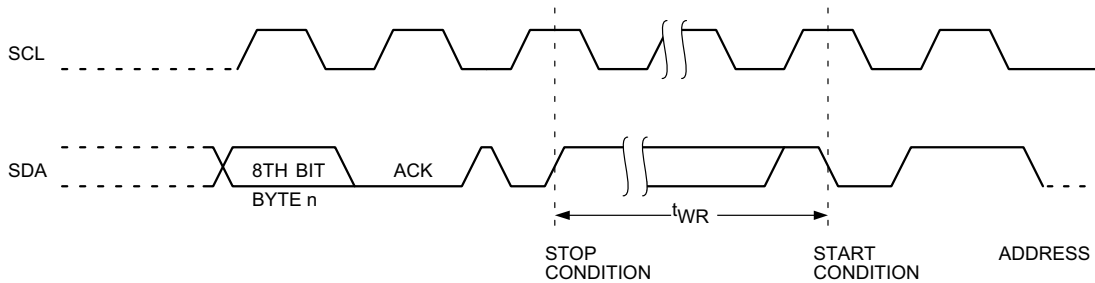 SCL
SDA
8TH BIT
ACK
BYTE n
tWR
STOP
CONDITION
START
CONDITION
ADDRESS